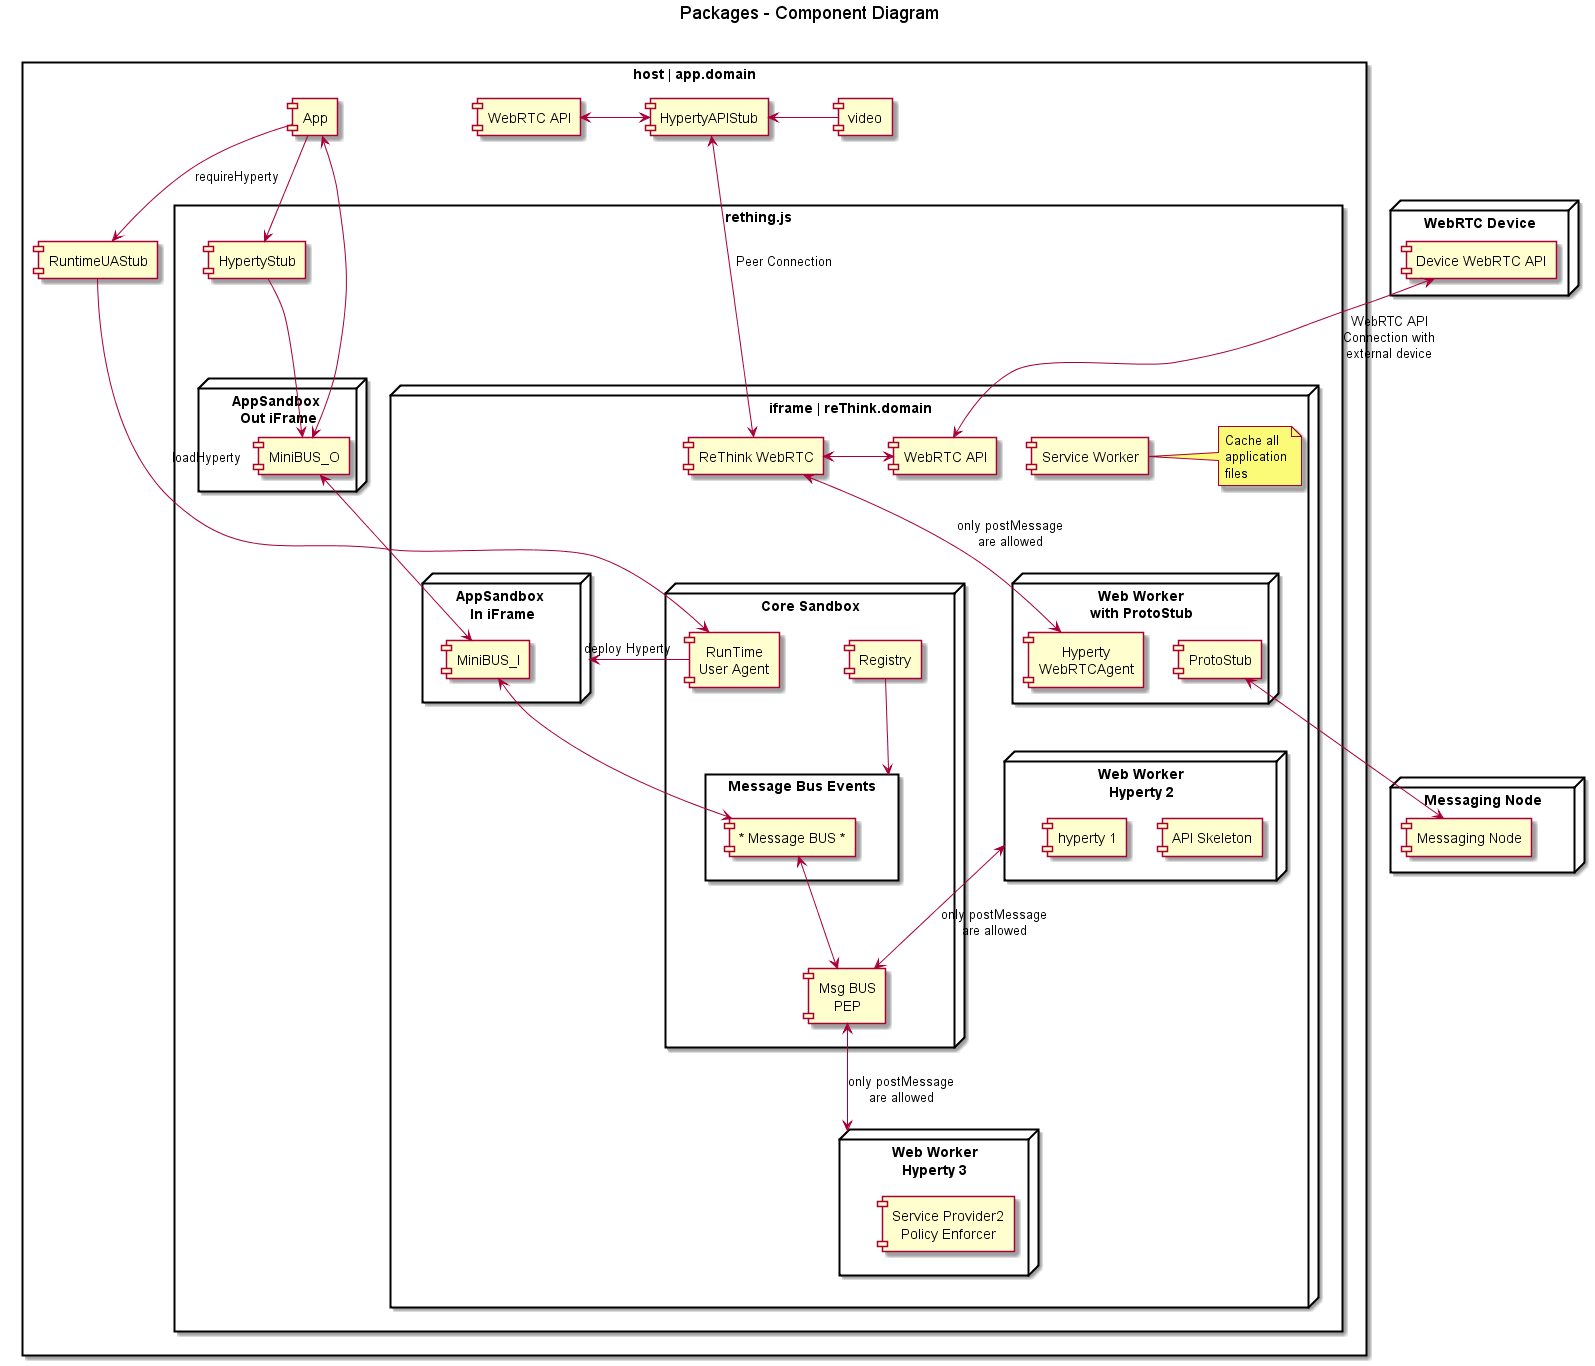 Packages - Component Diagram
host | app.domain
App
WebRTC API
HypertyAPIStub
video
requireHyperty
rething.js
WebRTC Device
RuntimeUAStub
HypertyStub
Peer Connection
Device WebRTC API
WebRTC API
Connection with
external device
AppSandbox
Out iFrame
iframe | reThink.domain
loadHyperty
MiniBUS_O
ReThink WebRTC
WebRTC API
Service Worker
Cache all
application
files
only postMessage
are allowed
AppSandbox
In iFrame
Core Sandbox
Web Worker
with ProtoStub
MiniBUS_I
deploy Hyperty
RunTime
User Agent
Registry
Hyperty
WebRTCAgent
ProtoStub
Message Bus Events
Web Worker
Hyperty 2
Messaging Node
* Message BUS *
hyperty 1
API Skeleton
Messaging Node
only postMessage
are allowed
Msg BUS
PEP
only postMessage
are allowed
Web Worker
Hyperty 3
Service Provider2
Policy Enforcer